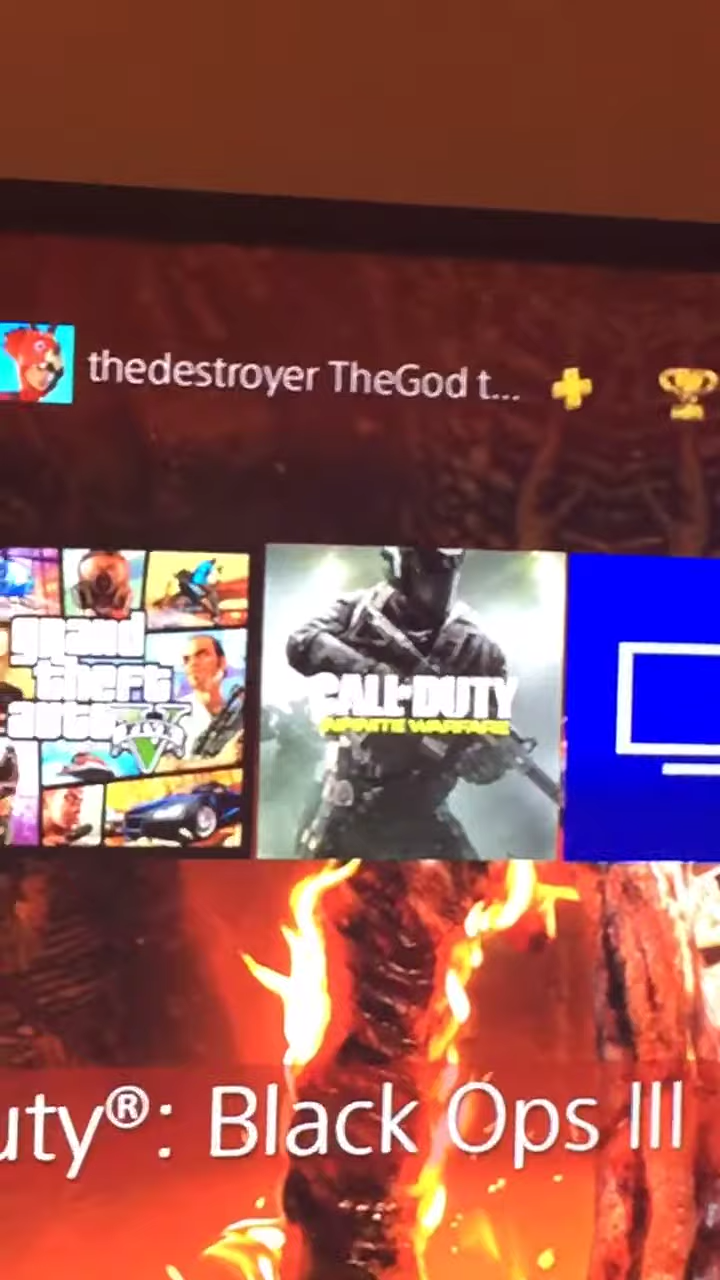 thedestroyer TheGod t...
grand
theft
auto
V
CALL OF DUTY
INFINITE WARFARE
uty®: Black Ops III